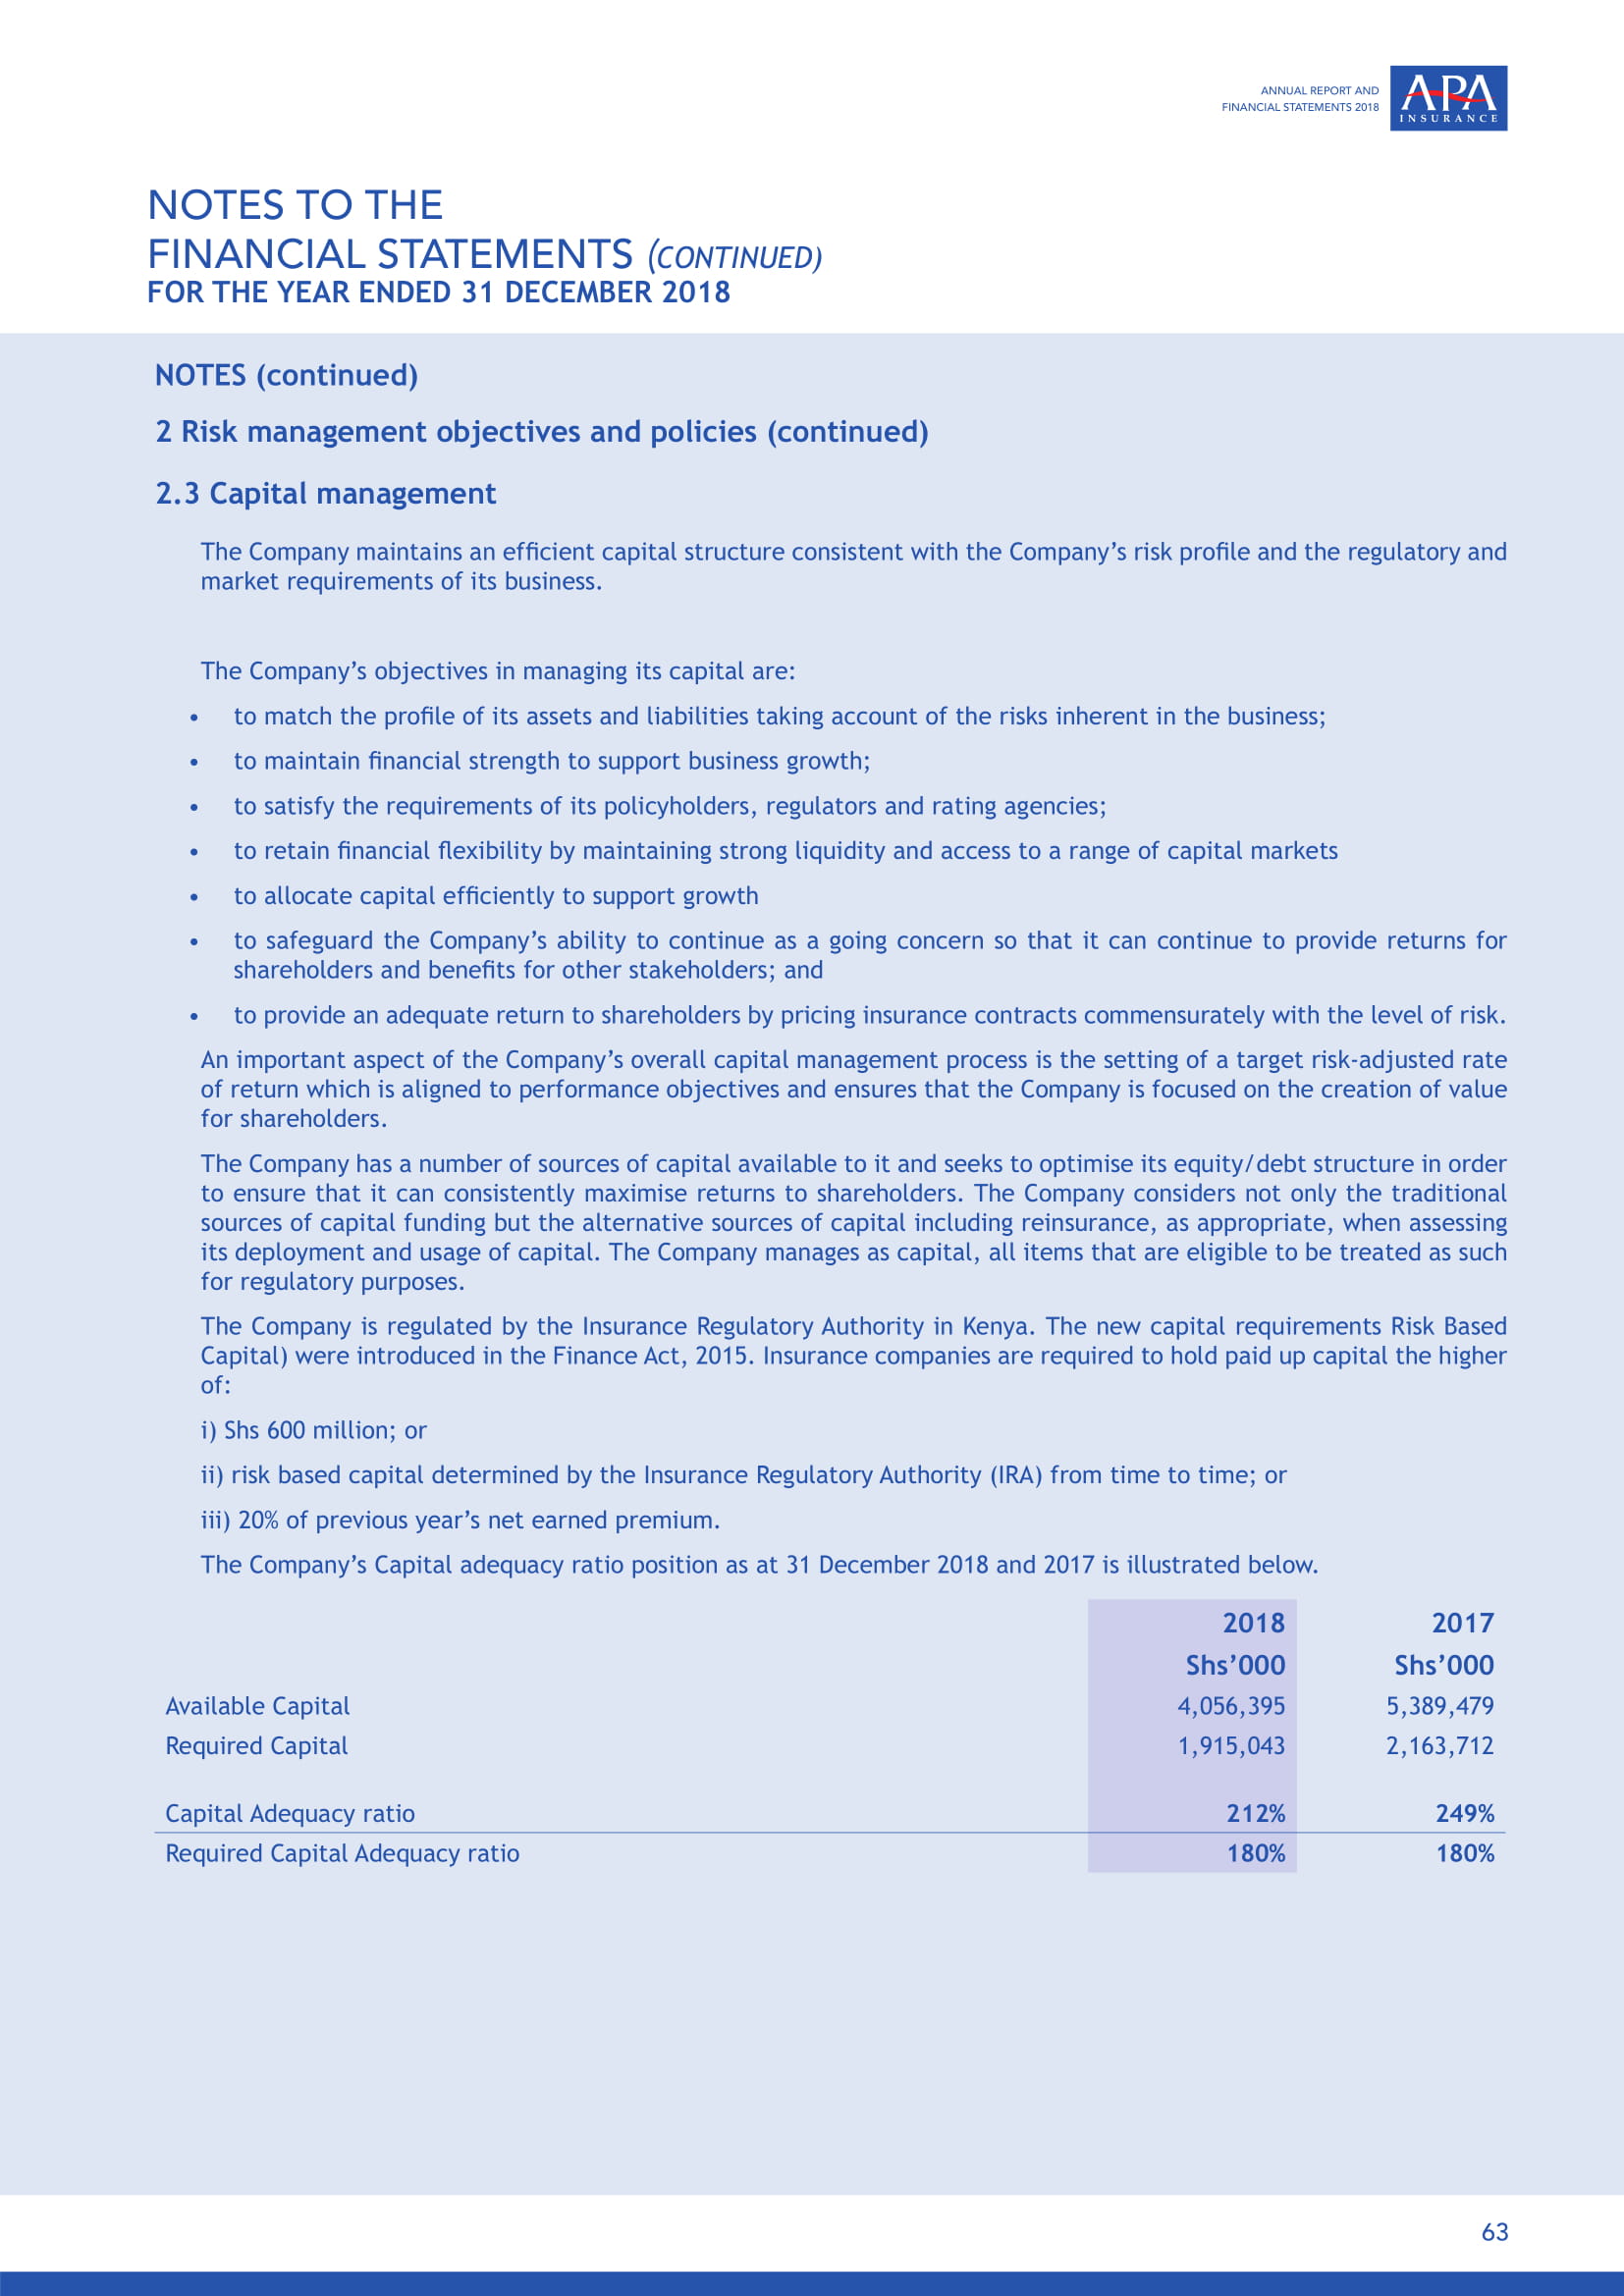 ANNUAL REPORT AND
FINANCIAL STATEMENTS 2018
APA
INSURANCE
NOTES TO THE
FINANCIAL STATEMENTS (CONTINUED)
FOR THE YEAR ENDED 31 DECEMBER 2018
NOTES (continued)
2 Risk management objectives and policies (continued)
2.3 Capital management
The Company maintains an efficient capital structure consistent with the Company’s risk profile and the regulatory and
market requirements of its business.
The Company’s objectives in managing its capital are:
• to match the profile of its assets and liabilities taking account of the risks inherent in the business;
• to maintain financial strength to support business growth;
• to satisfy the requirements of its policyholders, regulators and rating agencies;
• to retain financial flexibility by maintaining strong liquidity and access to a range of capital markets
• to allocate capital efficiently to support growth
• to safeguard the Company’s ability to continue as a going concern so that it can continue to provide returns for
shareholders and benefits for other stakeholders; and
• to provide an adequate return to shareholders by pricing insurance contracts commensurately with the level of risk.
An important aspect of the Company’s overall capital management process is the setting of a target risk-adjusted rate
of return which is aligned to performance objectives and ensures that the Company is focused on the creation of value
for shareholders.
The Company has a number of sources of capital available to it and seeks to optimise its equity/debt structure in order
to ensure that it can consistently maximise returns to shareholders. The Company considers not only the traditional
sources of capital funding but the alternative sources of capital including reinsurance, as appropriate, when assessing
its deployment and usage of capital. The Company manages as capital, all items that are eligible to be treated as such
for regulatory purposes.
The Company is regulated by the Insurance Regulatory Authority in Kenya. The new capital requirements Risk Based
Capital) were introduced in the Finance Act, 2015. Insurance companies are required to hold paid up capital the higher
of:
i) Shs 600 million; or
ii) risk based capital determined by the Insurance Regulatory Authority (IRA) from time to time; or
iii) 20% of previous year’s net earned premium.
The Company’s Capital adequacy ratio position as at 31 December 2018 and 2017 is illustrated below.
2018 2017
Shs’000 Shs’000
Available Capital 4,056,395 5,389,479
Required Capital 1,915,043 2,163,712
Capital Adequacy ratio 212% 249%
Required Capital Adequacy ratio 180% 180%
63